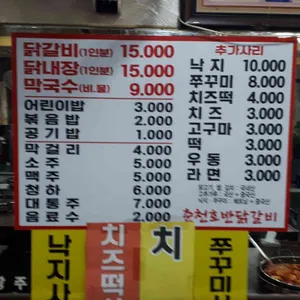 닭갈비(1인분) 15.000
닭내장(1인분) 15.000
막국수(비.물) 9.000
어린이밥 3.000
볶음밥 2.000
공기밥 1.000
막걸리 4.000
소주 5.000
맥주 5.000
청하 6.000
대통주 7.000
음료수 2.000
추가사리
낙지 10.000
쭈꾸미 8.000
치즈떡 4.000
치즈 3.000
고구마 3.000
떡 3.000
우동 3.000
라면 3.000
춘천호반닭갈비
낙지사
치즈떡
치
쭈꾸미